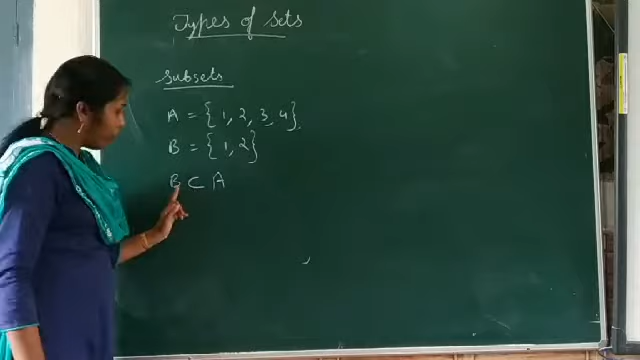 Types of Sets
Subsets
A = {1, 2, 3, 4}.
B = {1, 2}
B ⊂ A